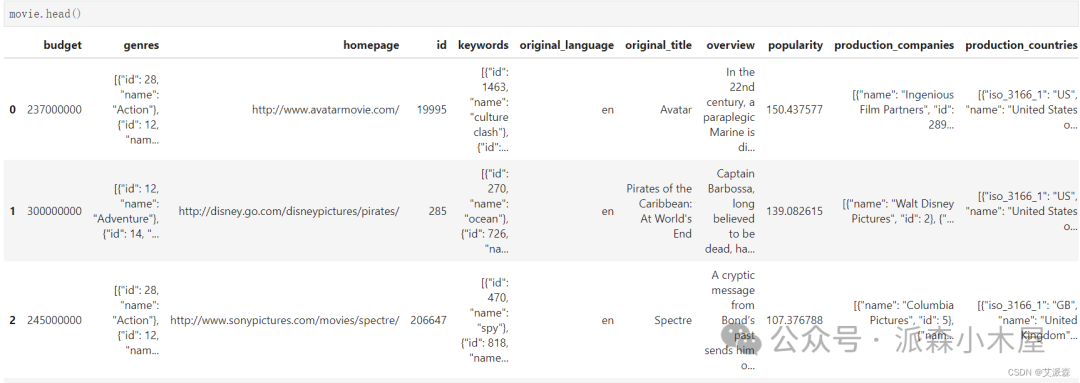 movie.head()
budget genres homepage id keywords original_language original_title overview popularity production_companies production_countries
[{"id": In the
[{"id": 28, 1463, 22nd
"name": "name": century, a [{"name": "Ingenious [{"iso_3166_1": "US",
0 237000000 "Action"}, http://www.avatarmovie.com/ 19995 "culture en Avatar paraplegic 150.437577 Film Partners", "id": "name": "United States
{"id": 12, clash"}, Marine is 289... o...
"nam... {"id":... di...
[{"id": Captain
[{"id": 12, 270, Pirates of the Barbossa,
"name": "name": Caribbean: long [{"name": "Walt Disney [{"iso_3166_1": "US",
1 300000000 "Adventure"}, http://disney.go.com/disneypictures/pirates/ 285 "ocean"}, en At World's believed 139.082615 Pictures", "id": 2}, {"... "name": "United States
{"id": 14, "... {"id": 726, End to be o...
"na... dead, ha...
[{"id": A cryptic
[{"id": 28, 470, message
"name": "name": from [{"name": "Columbia [{"iso_3166_1": "GB",
2 245000000 "Action"}, http://www.sonypictures.com/movies/spectre/ 206647 "spy"}, en Spectre Bond's 107.376788 Pictures", "id": 5}, "name": "United
{"id": 12, {"id": 818, past {"nam... Kingdom"...
"nam... "name... sends him
o...
公众号 · 派森小木屋
CSDN @艾派森